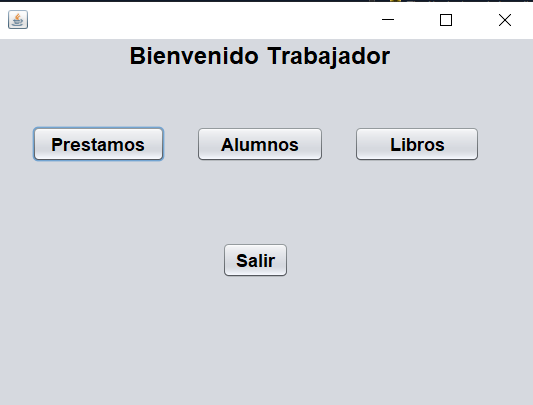 Bienvenido Trabajador
Prestamos Alumnos Libros
Salir